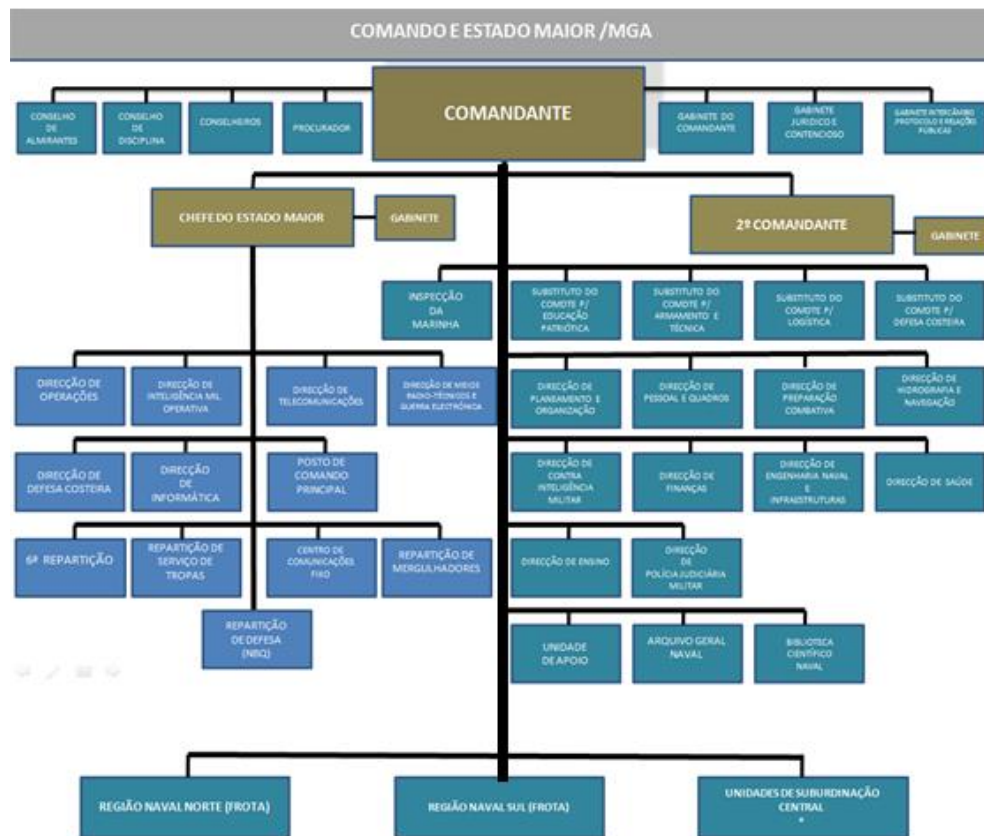 COMANDO E ESTADO MAIOR /MGA
CONSELHO
DE
ALMIRANTES
CONSELHO
DE
DISCIPLINA
CONSELHEIROS
PROCURADOR
COMANDANTE
GABINETE DO
COMANDANTE
GABINETE
JURIDICO E
CONTENCIOSO
GABINETE INTERCÂMBIO
,PROTOCOLO E RELAÇÕES
PÚBLICAS
CHEFE DO ESTADO MAIOR
GABINETE
2º COMANDANTE
GABINETE
INSPECÇÃO
DA
MARINHA
SUBSTITUTO DO
COMDTE P/
EDUCAÇÃO
PATRIÓTICA
SUBSTITUTO DO
COMDTE P/
ARMAMENTO E
TÉCNICA
SUBSTITUTO DO
COMDTE P/
LOGÍSTICA
SUBSTITUTO DO
COMDTE P/
DEFESA COSTEIRA
DIRECÇÃO DE
OPERAÇÕES
DIRECÇÃO DE
INTELIGÊNCIA MIL
OPERATIVA
DIRECÇÃO DE
TELECOMUNICAÇÕES
DIRECÇÃO DE MEIOS
RADIO-TÉCNICOS E
GUERRA ELECTRÓNICA
DIRECÇÃO DE
PLANEAMENTO E
ORGANIZAÇÃO
DIRECÇÃO DE
PESSOAL E QUADROS
DIRECÇÃO DE
PREPARAÇÃO
COMBATIVA
DIRECÇÃO DE
HIDROGRAFIA E
NAVEGAÇÃO
DIRECÇÃO DE
DEFESA COSTEIRA
DIRECÇÃO
DE
INFORMÁTICA
POSTO DE
COMANDO
PRINCIPAL
DIRECÇÃO DE
CONTRA
INTELIGÊNCIA
MILITAR
DIRECÇÃO DE
FINANÇAS
DIRECÇÃO DE
ENGENHARIA NAVAL
E
INFRAESTRUTURAS
DIRECÇÃO DE SAÚDE
6ª REPARTIÇÃO
REPARTIÇÃO DE
SERVIÇO DE
TROPAS
CENTRO DE
COMUNICAÇÕES
FIXO
REPARTIÇÃO DE
MERGULHADORES
DIRECÇÃO DE ENSINO
DIRECÇÃO
DE
POLÍCIA JUDICIÁRIA
MILITAR
REPARTIÇÃO
DE DEFESA
(NBQ)
UNIDADE
DE APOIO
ARQUIVO GERAL
NAVAL
BIBLIOTECA
CIENTÍFICO
NAVAL
REGIÃO NAVAL NORTE (FROTA)
REGIÃO NAVAL SUL (FROTA)
UNIDADES DE SUBURDINAÇÃO
CENTRAL
*